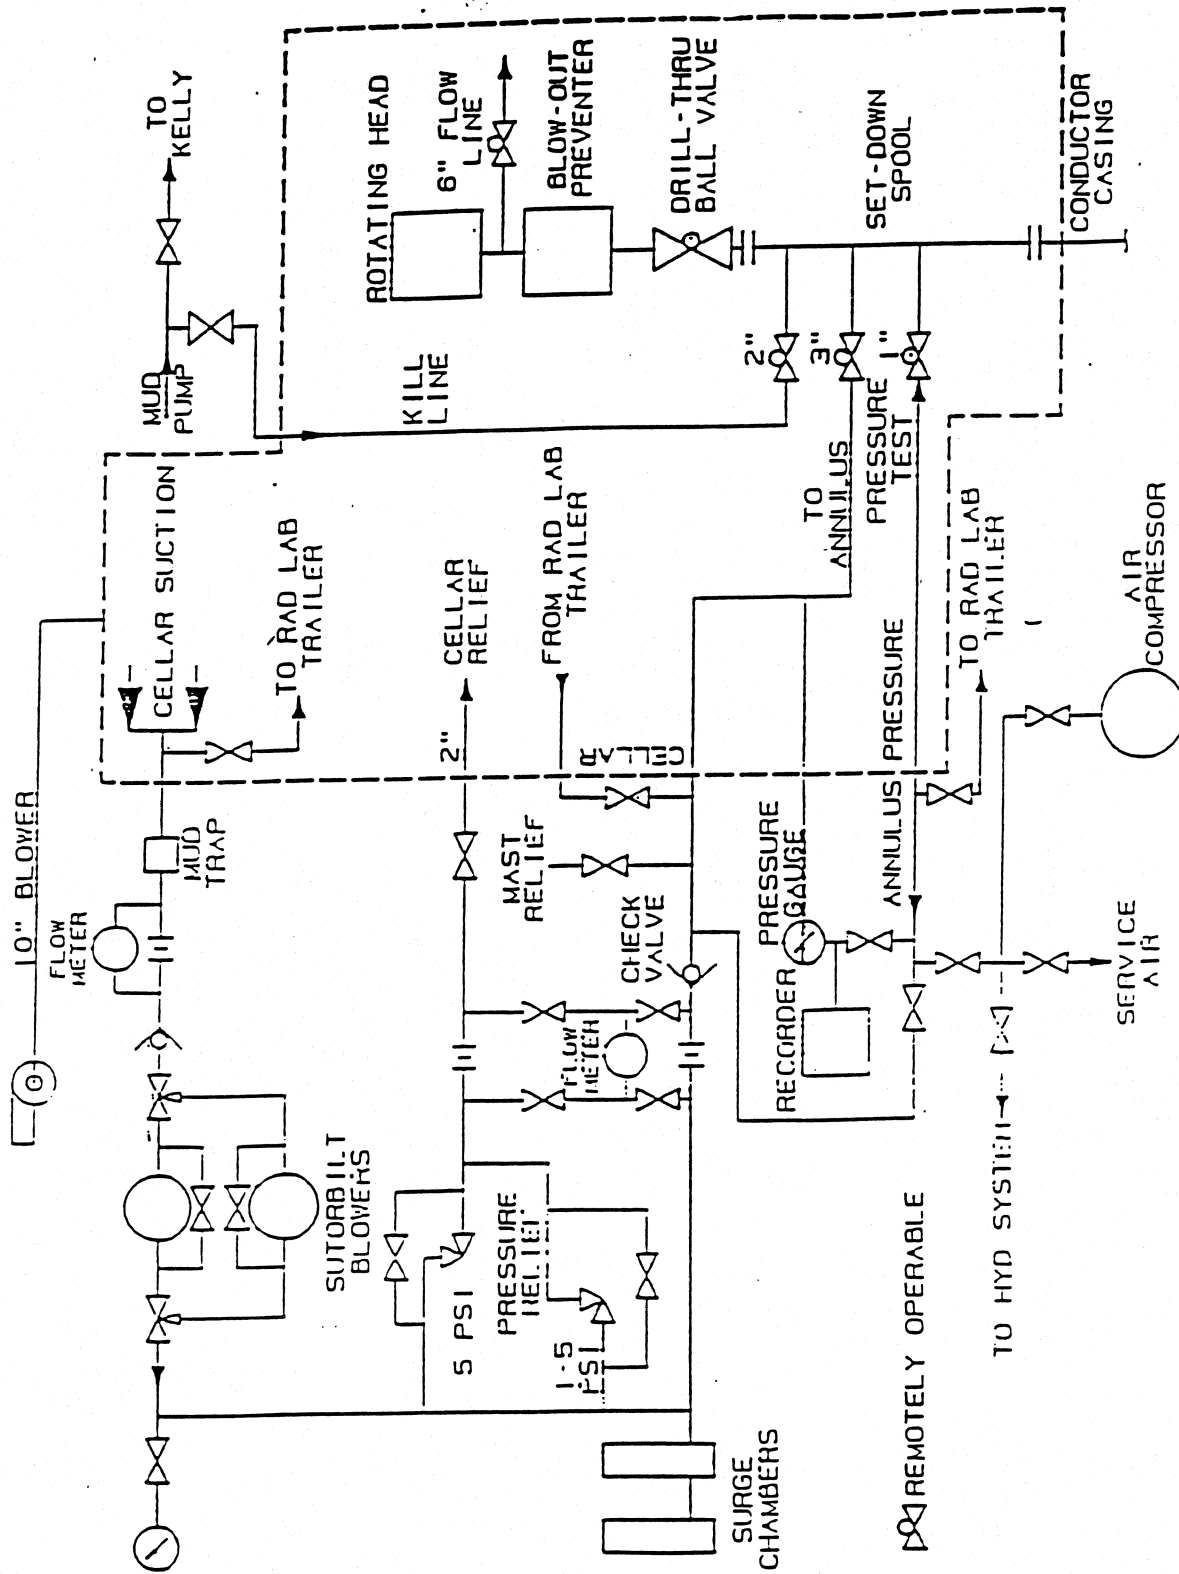 10" BLOWER
FLOW
METER
MUD
TRAP
CELLAR SUCTION
TO RAD LAB
TRAILER
MUD
PUMP
TO
KELLY
SUTORBILT
BLOWERS
KILL
LINE
ROTATING HEAD
6" FLOW
LINE
BLOW-OUT
PREVENTER
DRILL-THRU
BALL VALVE
2"
CELLAR
RELIEF
5 PSI
PRESSURE
RELIEF
1-5
PSI
FLOW
METER
MAST
RELIEF
FROM RAD LAB
TRAILER
CELLAR
CHECK
VALVE
2"
3"
1"
SET-DOWN
SPOOL
CONDUCTOR
CASING
TO
ANNULUS
PRESSURE
TEST
SURGE
CHAMBERS
RECORDER
PRESSURE
GAUGE
ANNULUS PRESSURE
TO RAD LAB
TRAILER
REMOTELY OPERABLE
TO HYD SYSTEM
SERVICE
AIR
AIR
COMPRESSOR